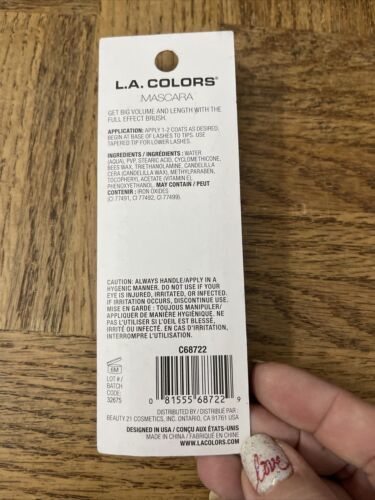 L.A. COLORS®
MASCARA
GET BIG VOLUME AND LENGTH WITH THE
FULL EFFECT BRUSH.
APPLICATION: APPLY 1-2 COATS AS DESIRED.
BEGIN AT BASE OF LASHES TO TIPS. USE
TAPERED TIP FOR LOWER LASHES.
INGREDIENTS / INGRÉDIENTS : WATER
(AQUA), PVP, STEARIC ACID, CYCLOMETHICONE,
BEES WAX, TRIETHANOLAMINE, CANDELILLA
CERA (CANDELILLA WAX), METHYLPARABEN,
TOCOPHERYL ACETATE (VITAMIN E),
PHENOXYETHANOL. MAY CONTAIN / PEUT
CONTENIR : IRON OXIDES
(CI 77491, CI 77492, CI 77499).
CAUTION: ALWAYS HANDLE/APPLY IN A
HYGENIC MANNER. DO NOT USE IF YOUR
EYE IS INJURED, IRRITATED, OR INFECTED.
IF IRRITATION OCCURS, DISCONTINUE USE.
MISE EN GARDE : TOUJOURS MANIPULER/
APPLIQUER DE MANIÈRE HYGIÉNIQUE. NE
PAS L'UTILISER SI L'OEIL EST BLESSÉ,
IRRITÉ OU INFECTÉ. EN CAS D'IRRITATION,
INTERROMPRE L'UTILISATION.
C68722
6M
LOT # /
BATCH
CODE:
32675
0 81555 68722 9
DISTRIBUTED BY / DISTRIBUÉ PAR :
BEAUTY 21 COSMETICS, INC. ONTARIO, CA 91761 USA
DESIGNED IN USA / CONÇU AUX ÉTATS-UNIS
MADE IN CHINA / FABRIQUÉ EN CHINE
WWW.LACOLORS.COM
love